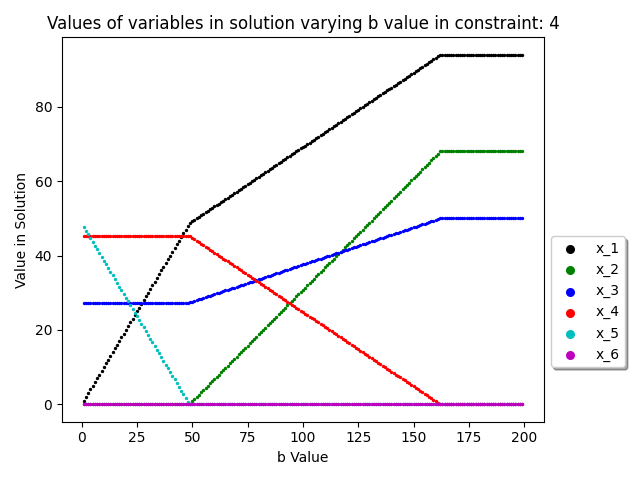 Values of variables in solution varying b value in constraint: 4
Value in Solution
80
60
40
20
0
0 25 50 75 100 125 150 175 200
b Value
x_1
x_2
x_3
x_4
x_5
x_6